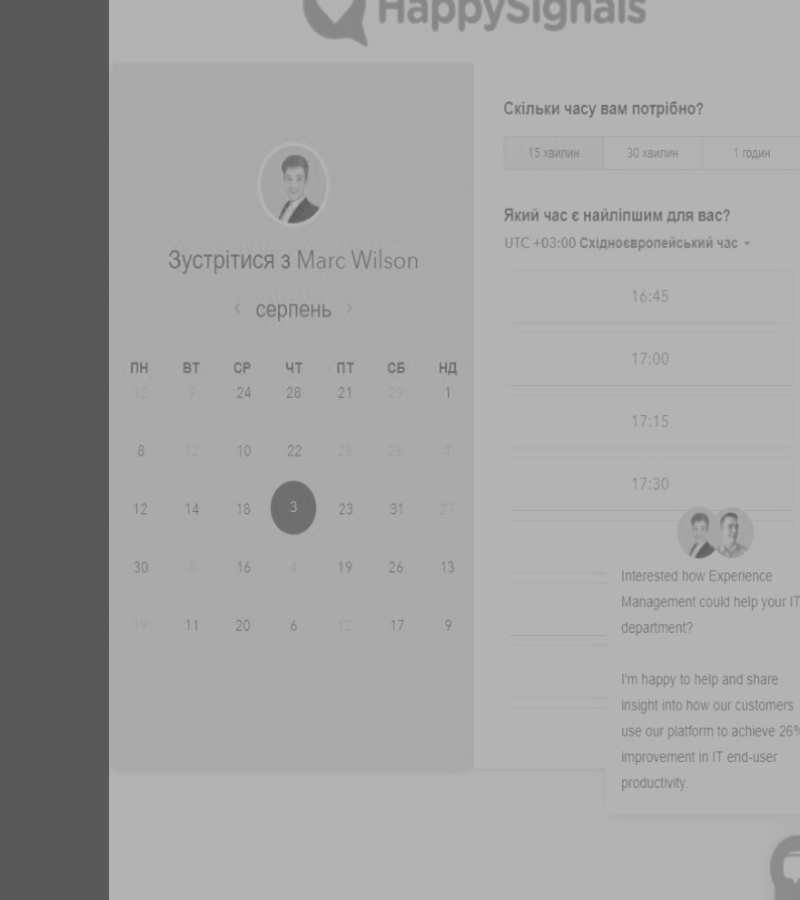 HappySignals
Зустрітися з Marc Wilson
серпень
ПН ВТ СР ЧТ ПТ СБ НД
12 9 24 28 21 29 1
8 12 10 22 25 26 4
12 14 18 3 23 31 27
30 16 4 19 26 13
19 11 20 6 12 17 9
Скільки часу вам потрібно?
15 хвилин 30 хвилин 1 годин
Який час є найліпшим для вас?
UTC +03:00 Східноєвропейський час
16:45
17:00
17:15
17:30
Interested how Experience
Management could help your IT
department?
I'm happy to help and share
insight into how our customers
use our platform to achieve 26%
improvement in IT end-user
productivity.